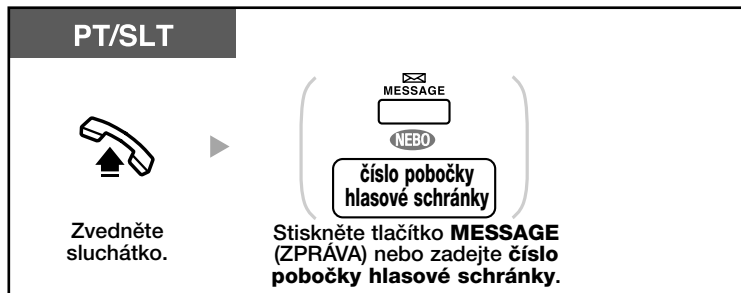 PT/SLT
MESSAGE
NEBO
číslo pobočky
hlasové schránky
Zvedněte
sluchátko.
Stiskněte tlačítko MESSAGE
(ZPRÁVA) nebo zadejte číslo
pobočky hlasové schránky.